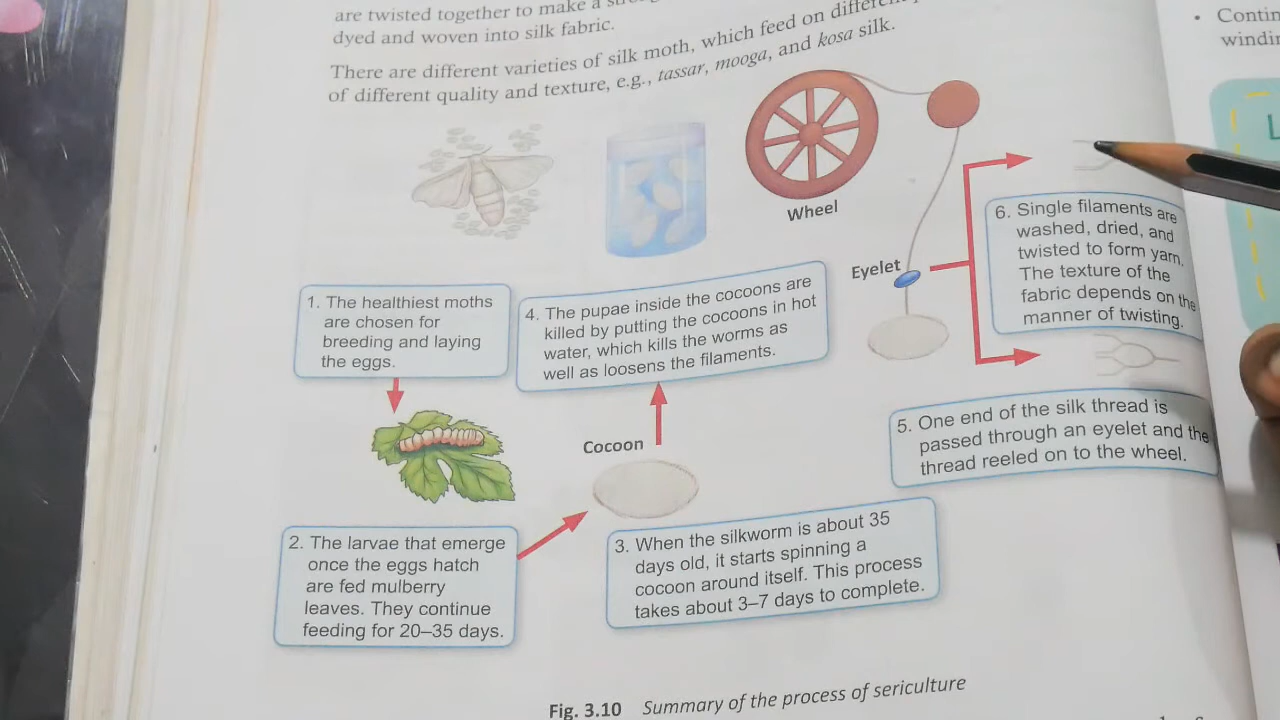 are twisted together to make a
dyed and woven into silk fabric.
There are different varieties of silk moth, which feed on different
of different quality and texture, e.g., tassar, mooga, and kosa silk.
Wheel
Eyelet
1. The healthiest moths
are chosen for
breeding and laying
the eggs.
4. The pupae inside the cocoons are
killed by putting the cocoons in hot
water, which kills the worms as
well as loosens the filaments.
6. Single filaments are
washed, dried, and
twisted to form yarn.
The texture of the
fabric depends on the
manner of twisting.
Cocoon
5. One end of the silk thread is
passed through an eyelet and the
thread reeled on to the wheel.
2. The larvae that emerge
once the eggs hatch
are fed mulberry
leaves. They continue
feeding for 20–35 days.
3. When the silkworm is about 35
days old, it starts spinning a
cocoon around itself. This process
takes about 3–7 days to complete.
Fig. 3.10 Summary of the process of sericulture